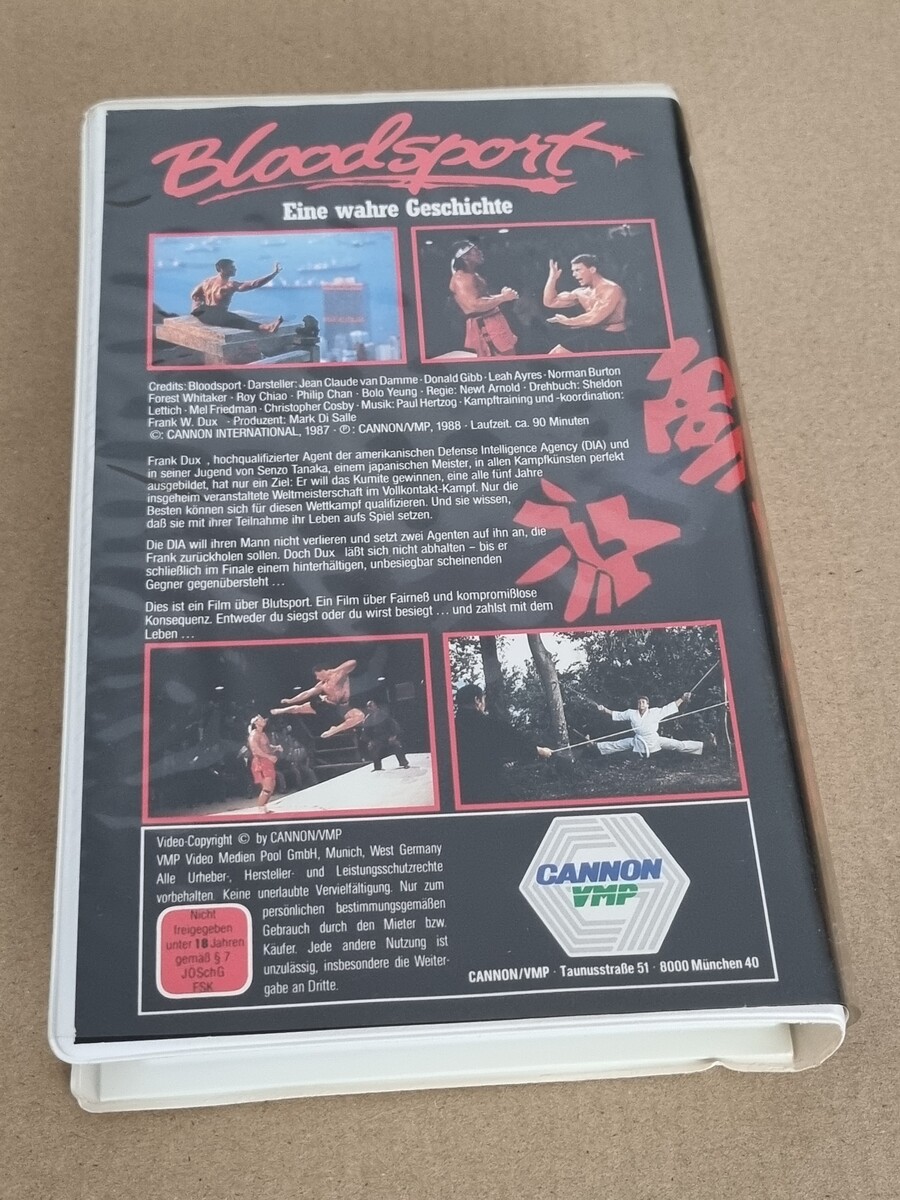 Bloodsport
Eine wahre Geschichte
Credits: Bloodsport · Darsteller: Jean Claude van Damme · Donald Gibb · Leah Ayres · Norman Burton
Forest Whitaker · Roy Chiao · Philip Chan · Bolo Yeung · Regie: Newt Arnold · Drehbuch: Sheldon
Lettich · Mel Friedman · Christopher Cosby · Musik: Paul Hertzog · Kampftraining und -koordination:
Frank W. Dux · Produzent: Mark Di Salle
©: CANNON INTERNATIONAL, 1987 · ℗: CANNON/VMP, 1988 · Laufzeit. ca. 90 Minuten
Frank Dux , hochqualifizierter Agent der amerikanischen Defense Intelligence Agency (DIA) und
in seiner Jugend von Senzo Tanaka, einem japanischen Meister, in allen Kampfkünsten perfekt
ausgebildet, hat nur ein Ziel: Er will das Kumite gewinnen, eine alle fünf Jahre
insgeheim veranstaltete Weltmeisterschaft im Vollkontakt-Kampf. Nur die
Besten können sich für diesen Wettkampf qualifizieren. Und sie wissen,
daß sie mit ihrer Teilnahme ihr Leben aufs Spiel setzen.
Die DIA will ihren Mann nicht verlieren und setzt zwei Agenten auf ihn an, die
Frank zurückholen sollen. Doch Dux läßt sich nicht abhalten – bis er
schließlich im Finale einem hinterhältigen, unbesiegbar scheinenden
Gegner gegenübersteht ...
Dies ist ein Film über Blutsport. Ein Film über Fairneß und kompromißlose
Konsequenz. Entweder du siegst oder du wirst besiegt ... und zahlst mit dem
Leben ...
Video-Copyright © by CANNON/VMP
VMP Video Medien Pool GmbH, Munich, West Germany
Alle Urheber-, Hersteller- und Leistungsschutzrechte
vorbehalten. Keine unerlaubte Vervielfältigung. Nur zum
persönlichen bestimmungsgemäßen
Gebrauch durch den Mieter bzw.
Käufer. Jede andere Nutzung ist
unzulässig, insbesondere die Weiter-
gabe an Dritte.
Nicht
freigegeben
unter 18 Jahren
gemäß § 7
JÖSchG
FSK
CANNON
VMP
CANNON/VMP · Taunusstraße 51 · 8000 München 40